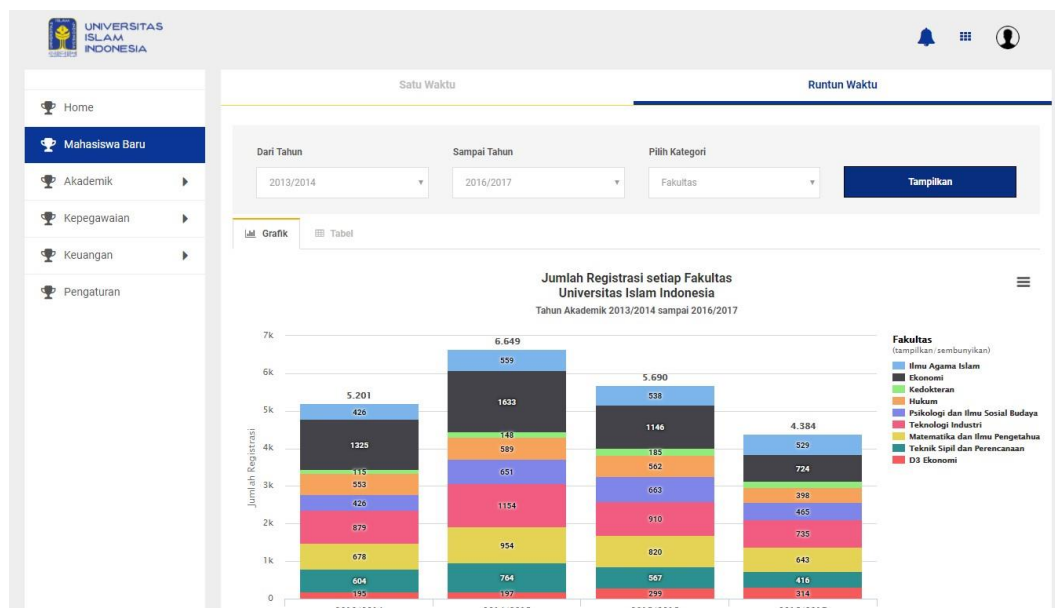 UNIVERSITAS
ISLAM
INDONESIA
Satu Waktu
Runtun Waktu
Home
Mahasiswa Baru
Akademik
Kepegawaian
Keuangan
Pengaturan
Dari Tahun
Sampai Tahun
Pilih Kategori
2013/2014
2016/2017
Fakultas
Tampilkan
Grafik
Tabel
Jumlah Registrasi setiap Fakultas
Universitas Islam Indonesia
Tahun Akademik 2013/2014 sampai 2016/2017
Jumlah Registrasi
7k
6k
5k
4k
3k
2k
1k
0
5.201
426
1325
115
553
426
879
678
604
195
6.649
559
1633
148
589
651
1154
954
764
197
5.690
538
1146
185
562
663
910
820
567
299
4.384
529
724
398
465
735
643
416
314
Fakultas
(tampilkan/sembunyikan)
Ilmu Agama Islam
Ekonomi
Kedokteran
Hukum
Psikologi dan Ilmu Sosial Budaya
Teknologi Industri
Matematika dan Ilmu Pengetahua
Teknik Sipil dan Perencanaan
D3 Ekonomi